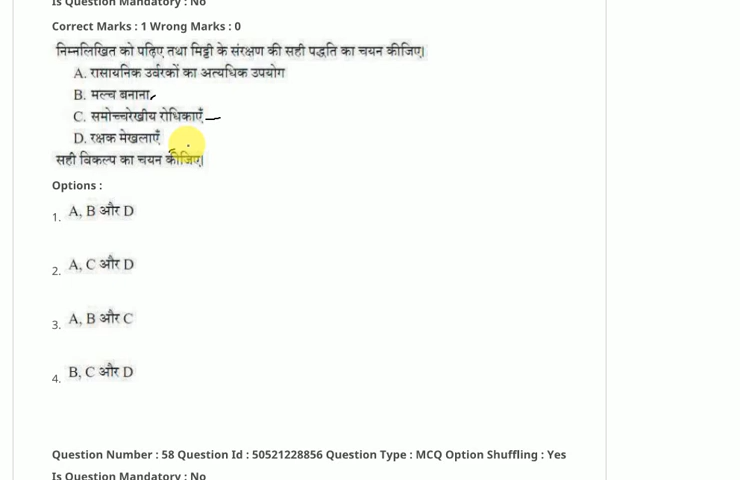 Is Question Mandatory : No
Correct Marks : 1 Wrong Marks : 0
निम्नलिखित को पढ़िए तथा मिट्टी के संरक्षण की सही पद्धति का चयन कीजिए|
A. रासायनिक उर्वरकों का अत्यधिक उपयोग
B. मल्च बनाना
C. समोच्चरेखीय रोधिकाएँ
D. रक्षक मेखलाएँ
सही विकल्प का चयन कीजिए|
Options :
1. A, B और D
2. A, C और D
3. A, B और C
4. B, C और D
Question Number : 58 Question Id : 50521228856 Question Type : MCQ Option Shuffling : Yes
Is Question Mandatory : No